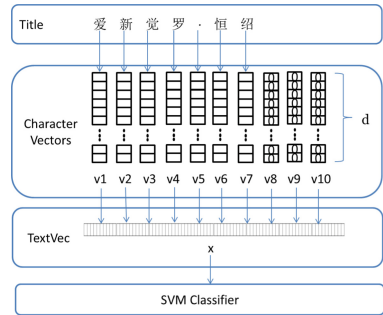 Title 爱 新 觉 罗 · 恒 绍
Character Vectors
d
v1 v2 v3 v4 v5 v6 v7 v8 v9 v10
TextVec
x
SVM Classifier